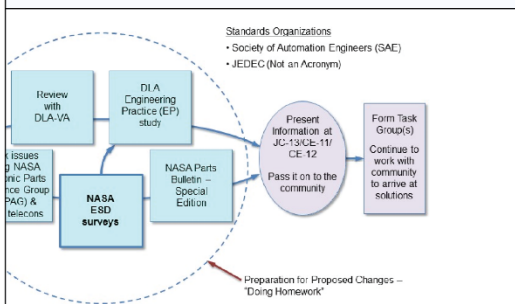 Standards Organizations
• Society of Automation Engineers (SAE)
• JEDEC (Not an Acronym)
Review
with
DLA-VA
DLA
Engineering
Practice (EP)
study
issues
NASA
Parts
Group
&
telecons
NASA
ESD
surveys
NASA Parts
Bulletin –
Special
Edition
Present
Information at
JC-13/CE-11/
CE-12
Pass it on to the
community
Form Task
Group(s)
Continue to
work with
community
to arrive at
solutions
Preparation for Proposed Changes –
"Doing Homework"